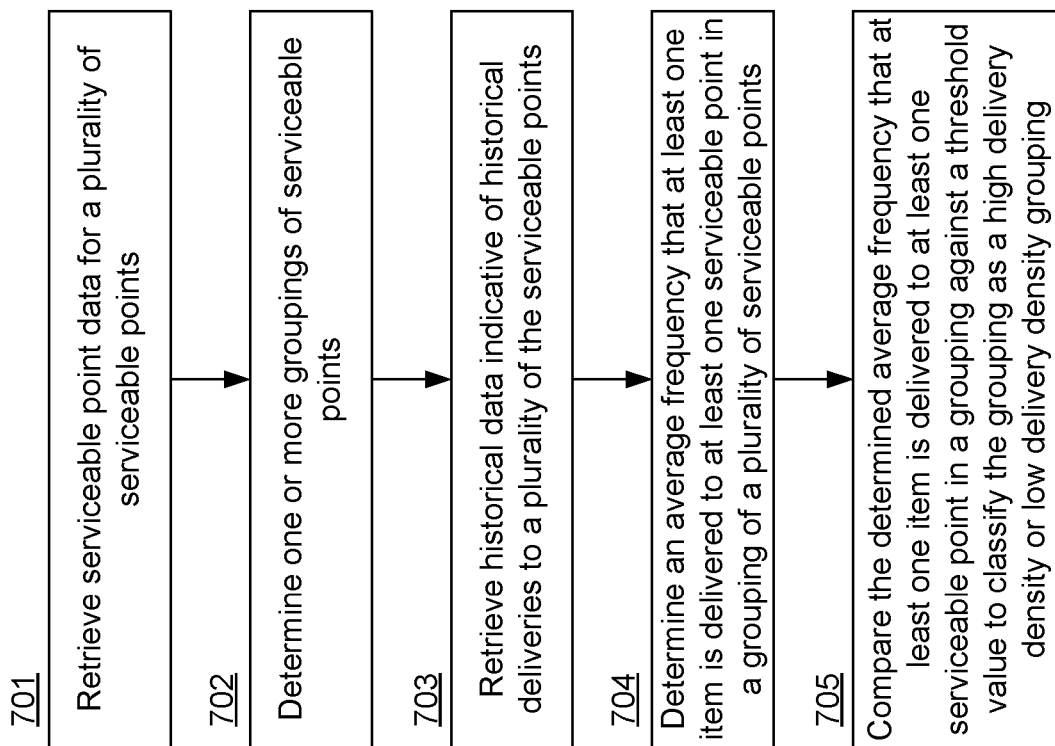 701
Retrieve serviceable point data for a plurality of
serviceable points
702
Determine one or more groupings of serviceable
points
703
Retrieve historical data indicative of historical
deliveries to a plurality of the serviceable points
704
Determine an average frequency that at least one
item is delivered to at least one serviceable point in
a grouping of a plurality of serviceable points
705
Compare the determined average frequency that at
least one item is delivered to at least one
serviceable point in a grouping against a threshold
value to classify the grouping as a high delivery
density or low delivery density grouping